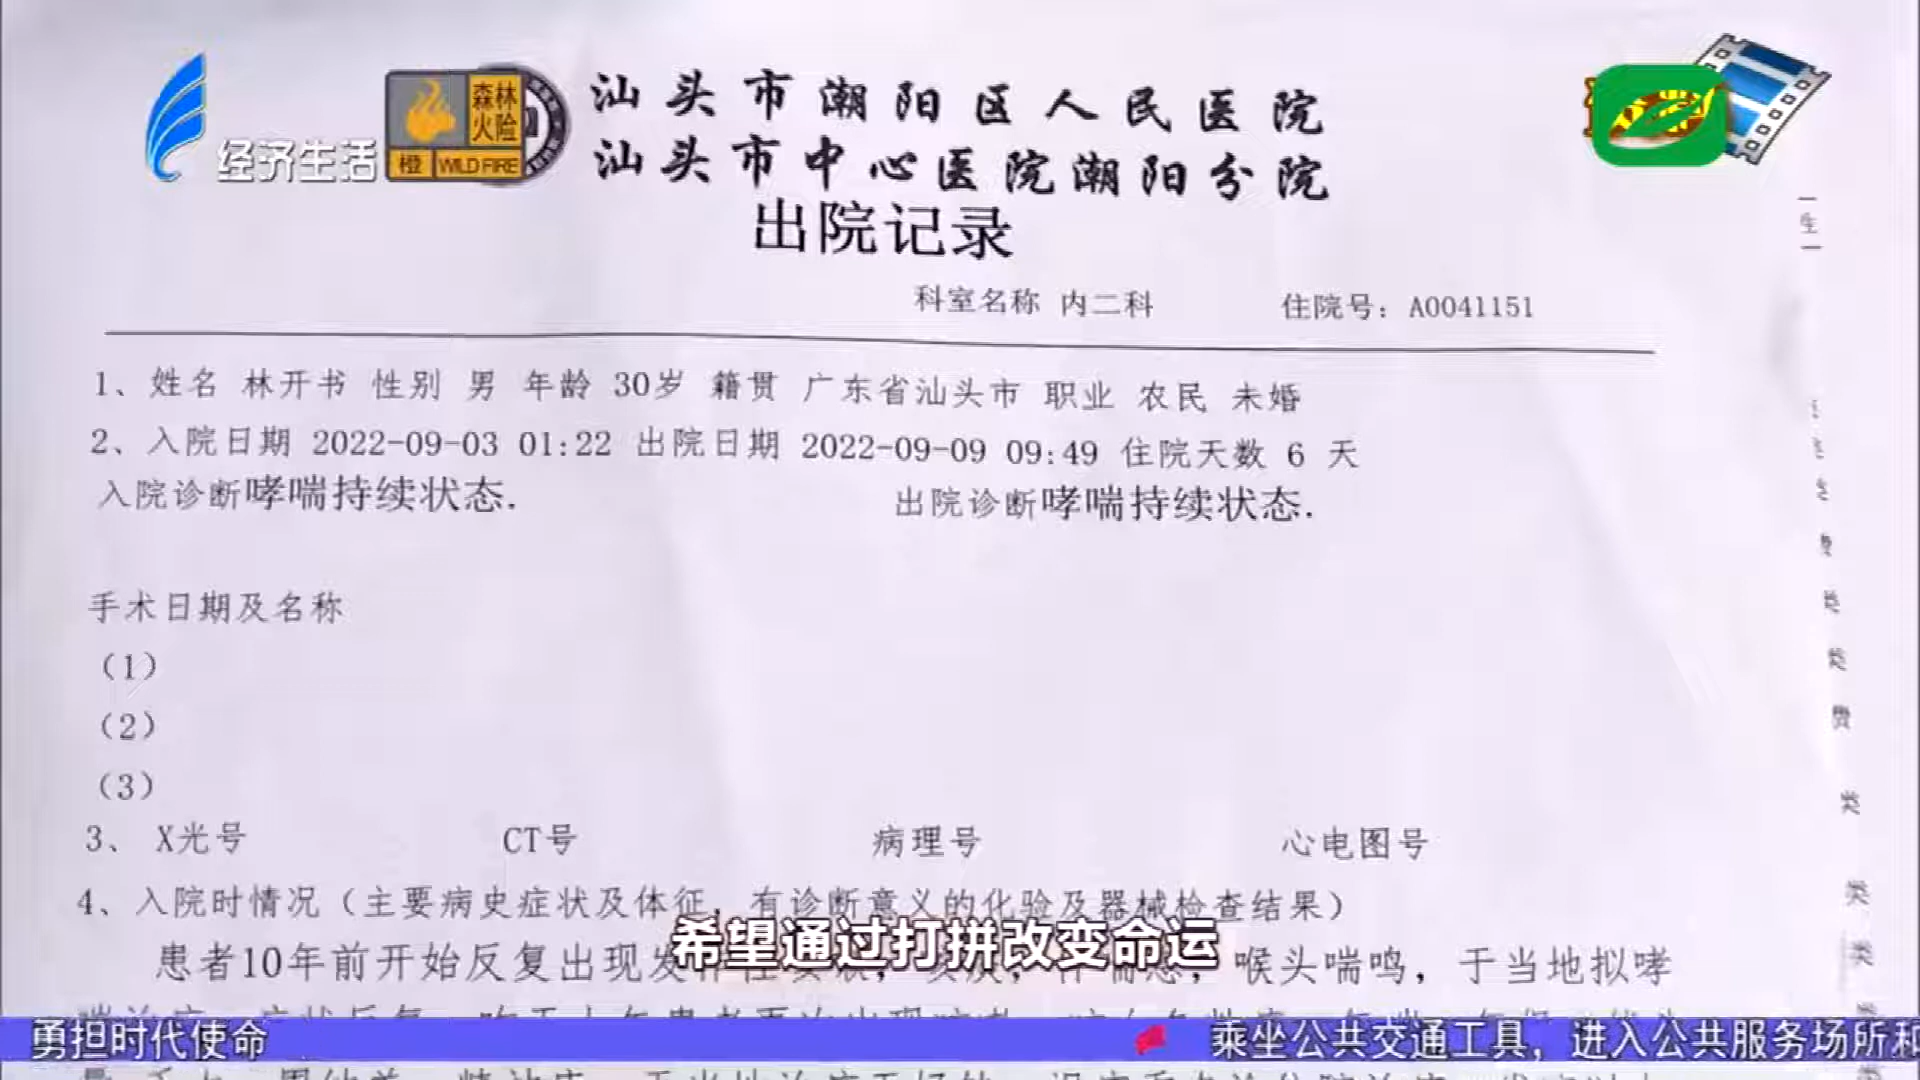 经济生活
森林火险
橙 WILD FIRE
汕头市潮阳区人民医院
汕头市中心医院潮阳分院
出院记录
科室名称 内二科 住院号：A0041151
1、姓名 林开书 性别 男 年龄 30岁 籍贯 广东省汕头市 职业 农民 未婚
2、入院日期 2022-09-03 01:22 出院日期 2022-09-09 09:49 住院天数 6 天
入院诊断哮喘持续状态. 出院诊断哮喘持续状态.
手术日期及名称
（1）
（2）
（3）
3、 X光号 CT号 病理号 心电图号
4、入院时情况（主要病史症状及体征，有诊断意义的化验及器械检查结果）
希望通过打拼改变命运
患者10年前开始反复出现发 喉头喘鸣，于当地拟哮
勇担时代使命 乘坐公共交通工具，进入公共服务场所和